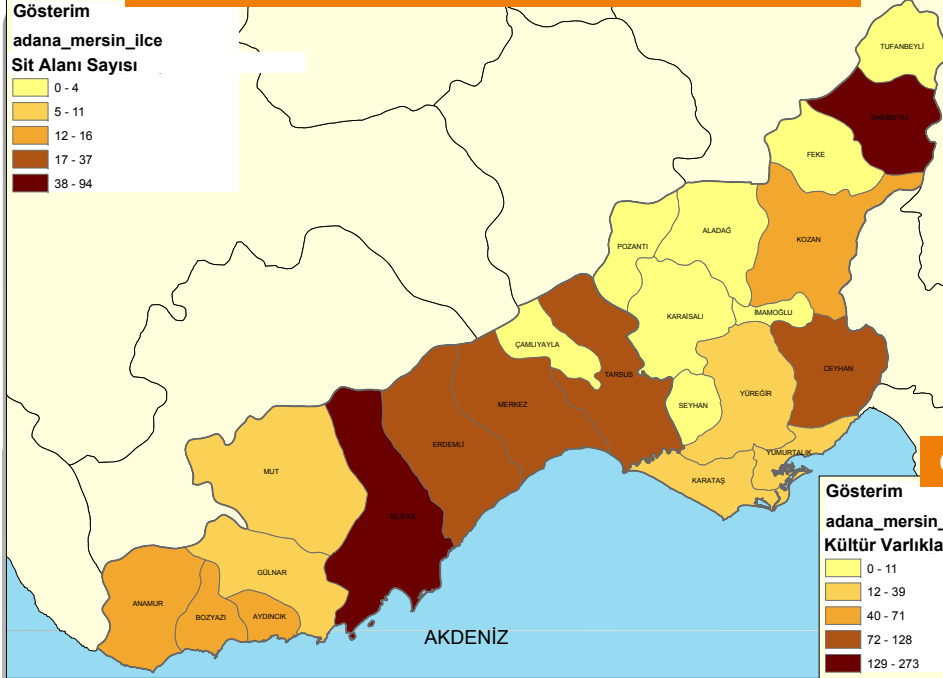 Gösterim
adana_mersin_ilce
Sit Alanı Sayısı
0 - 4
5 - 11
12 - 16
17 - 37
38 - 94
TUFANBEYLİ
SAİMBEYLİ
FEKE
ALADAĞ
POZANTI
KOZAN
KARAİSALI
İMAMOĞLU
ÇAMLIYAYLA
TARSUS
CEYHAN
YÜREĞİR
SEYHAN
MERKEZ
ERDEMLİ
YUMURTALIK
KARATAŞ
MUT
SİLİFKE
GÜLNAR
ANAMUR
BOZYAZI
AYDINCIK
AKDENİZ
Gösterim
adana_mersin_
Kültür Varlıkla
0 - 11
12 - 39
40 - 71
72 - 128
129 - 273